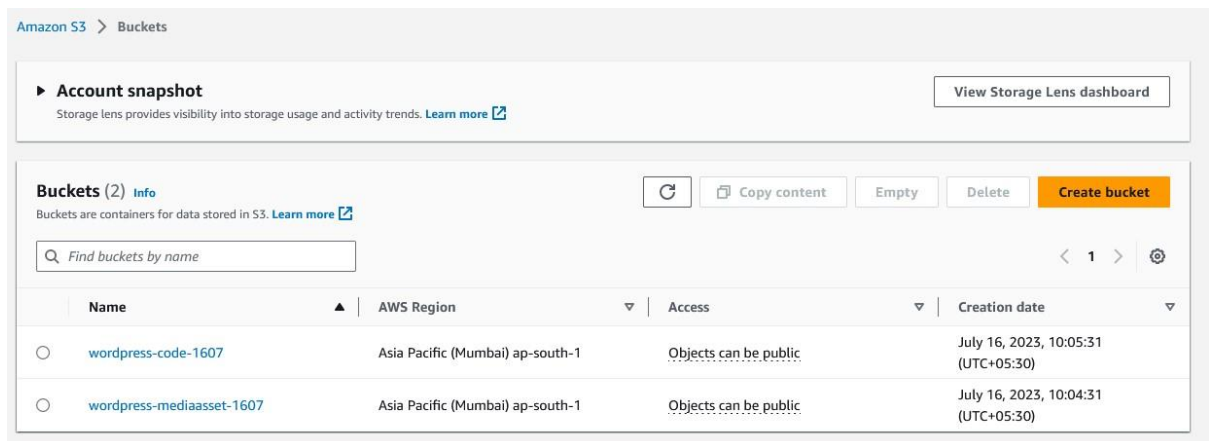 Amazon S3 > Buckets
Account snapshot
View Storage Lens dashboard
Storage lens provides visibility into storage usage and activity trends. Learn more
Buckets (2) Info
Copy content Empty Delete Create bucket
Buckets are containers for data stored in S3. Learn more
Find buckets by name
< 1 >
Name AWS Region Access Creation date
wordpress-code-1607 Asia Pacific (Mumbai) ap-south-1 Objects can be public July 16, 2023, 10:05:31
(UTC+05:30)
wordpress-mediaasset-1607 Asia Pacific (Mumbai) ap-south-1 Objects can be public July 16, 2023, 10:04:31
(UTC+05:30)